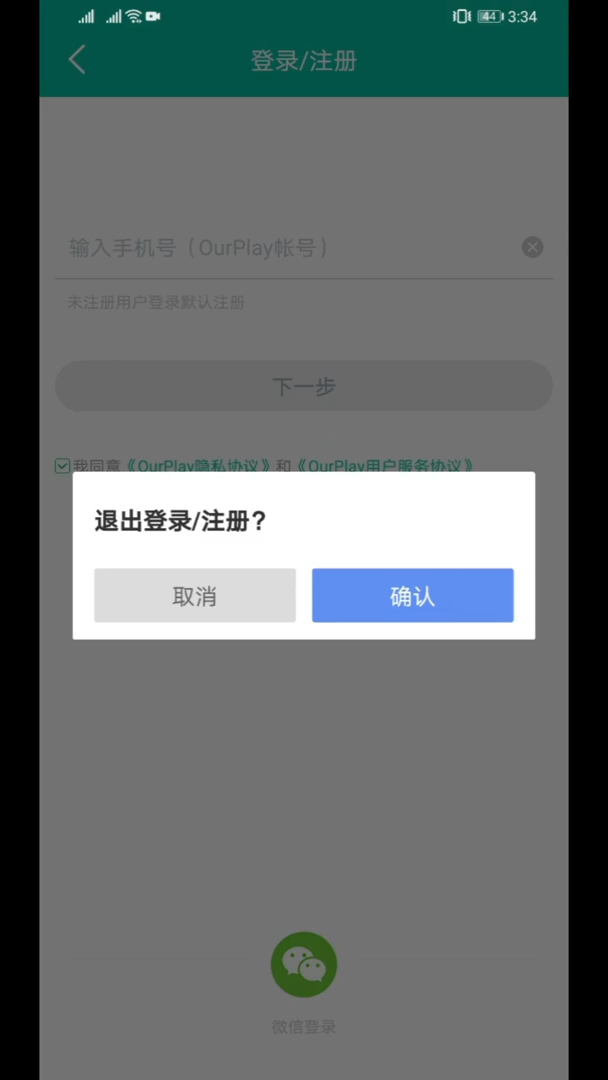 44 3:34
登录/注册
输入手机号（OurPlay帐号）
未注册用户登录默认注册
下一步
我同意《OurPlay隐私协议》和《OurPlay用户服务协议》
退出登录/注册？
取消 确认
微信登录